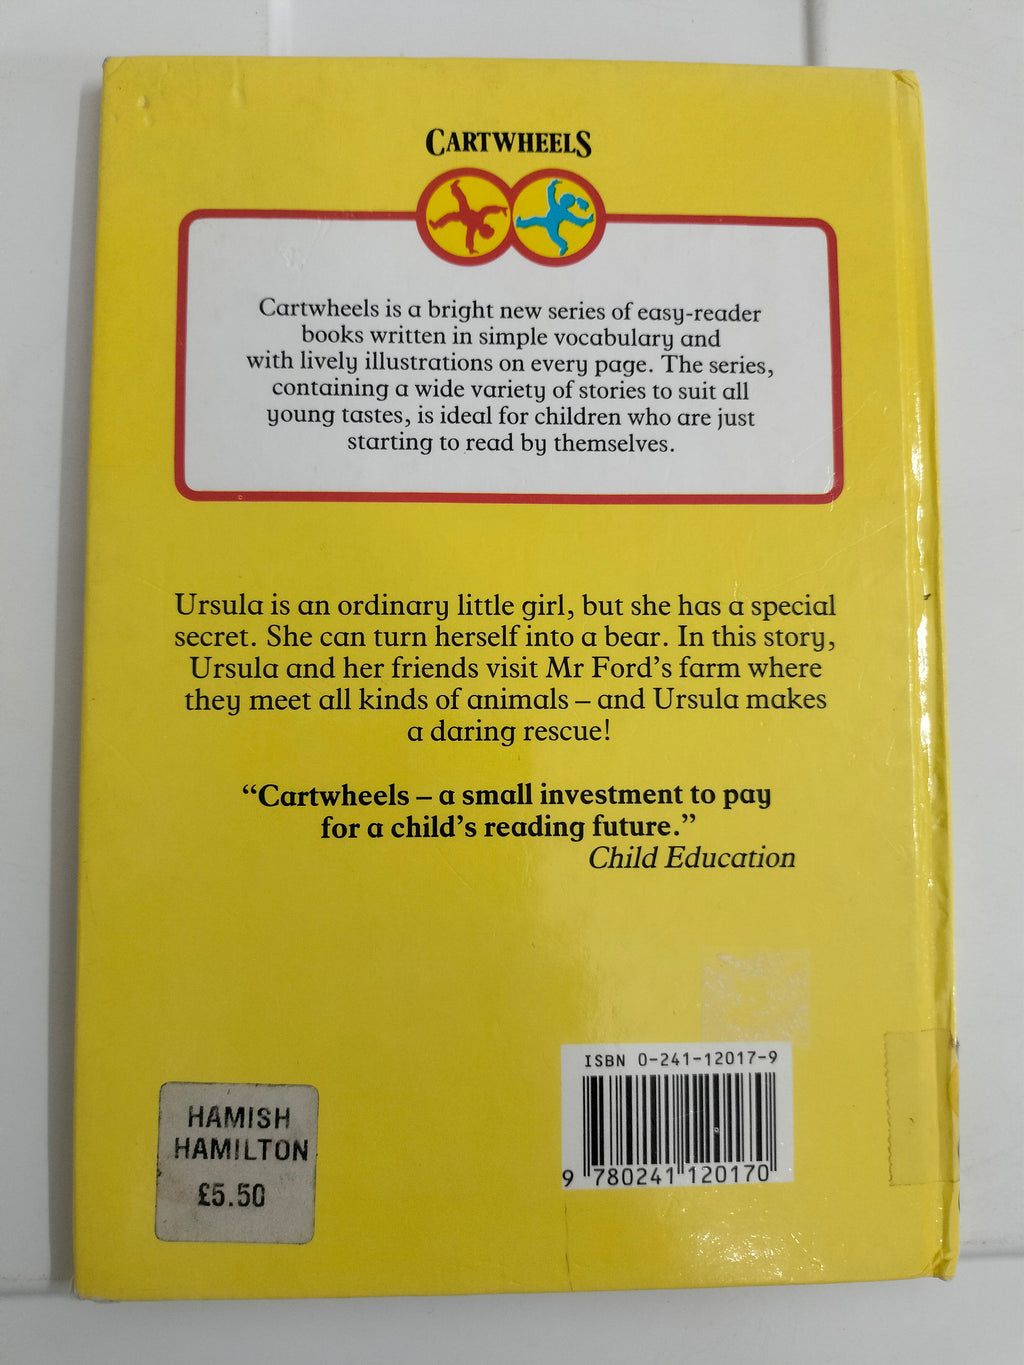 CARTWHEELS
Cartwheels is a bright new series of easy-reader
books written in simple vocabulary and
with lively illustrations on every page. The series,
containing a wide variety of stories to suit all
young tastes, is ideal for children who are just
starting to read by themselves.
Ursula is an ordinary little girl, but she has a special
secret. She can turn herself into a bear. In this story,
Ursula and her friends visit Mr Ford's farm where
they meet all kinds of animals – and Ursula makes
a daring rescue!
“Cartwheels – a small investment to pay
for a child's reading future.”
Child Education
ISBN 0-241-12017-9
9 780241 120170
HAMISH
HAMILTON
£5.50